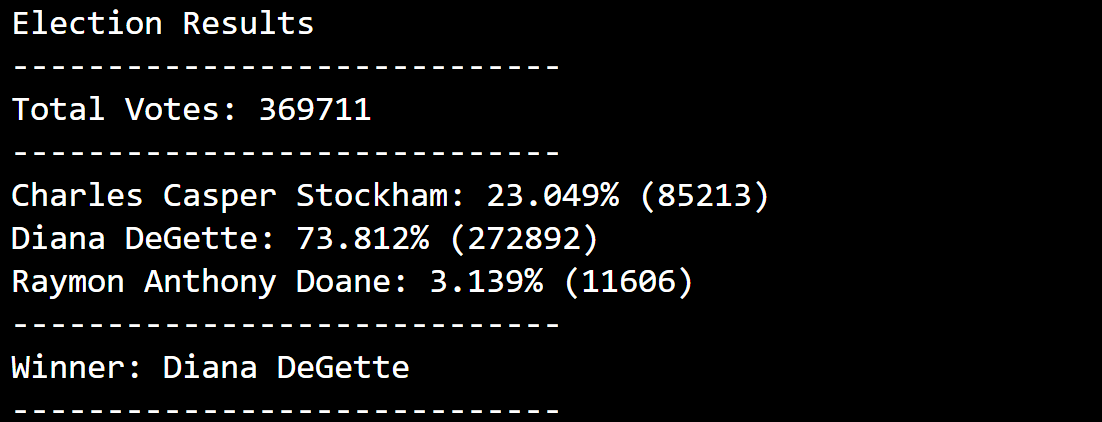 Election Results
-----------------------------
Total Votes: 369711
-----------------------------
Charles Casper Stockham: 23.049% (85213)
Diana DeGette: 73.812% (272892)
Raymon Anthony Doane: 3.139% (11606)
-----------------------------
Winner: Diana DeGette
-----------------------------